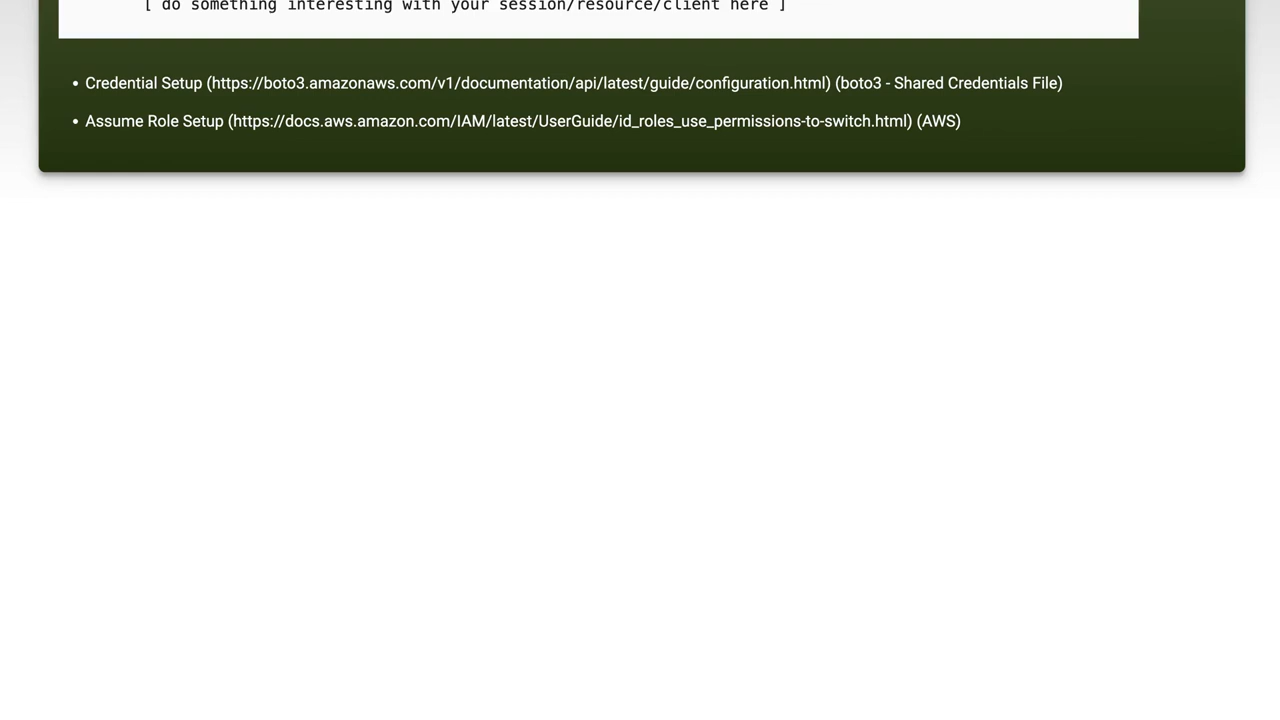 [ do something interesting with your session/resource/client here ]
• Credential Setup (https://boto3.amazonaws.com/v1/documentation/api/latest/guide/configuration.html) (boto3 - Shared Credentials File)
• Assume Role Setup (https://docs.aws.amazon.com/IAM/latest/UserGuide/id_roles_use_permissions-to-switch.html) (AWS)